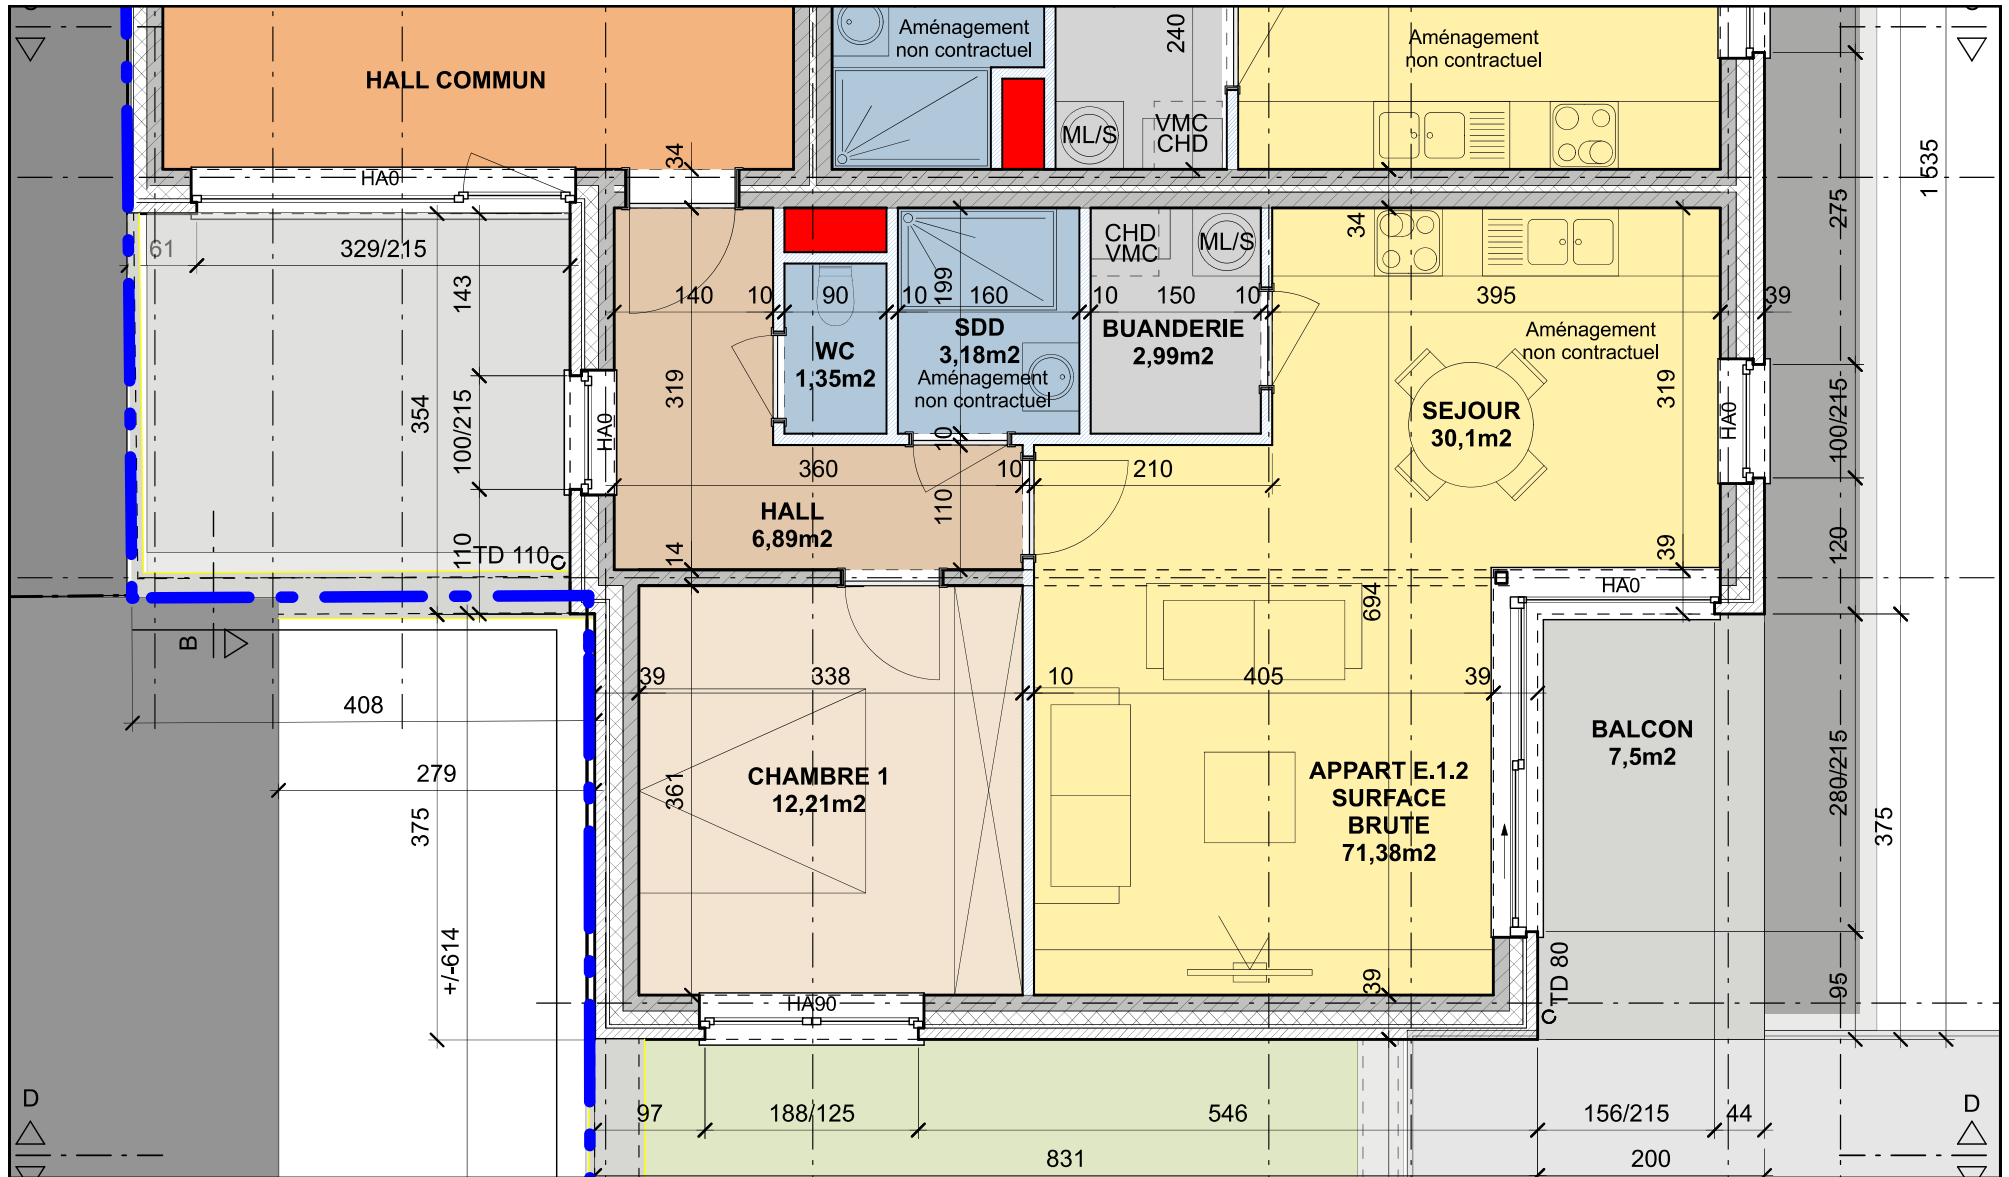 Aménagement
non contractuel
240
Aménagement
non contractuel
HALL COMMUN
ML/S
VMC
CHD
34
HA0
1 535
275
61
329/215
143
34
CHD
VMC
ML/S
199
140
10
90
10
160
10
150
10
395
39
SDD
3,18m2
Aménagement
non contractuel
BUANDERIE
2,99m2
Aménagement
non contractuel
WC
1,35m2
319
354
100/215
HA0
SEJOUR
30,1m2
319
HA0
100/215
10
360
10
210
110
HALL
6,89m2
14
110
TD 110
39
120
HA0
694
B
39
338
10
405
39
408
375
279
361
CHAMBRE 1
12,21m2
APPART E.1.2
SURFACE
BRUTE
71,38m2
BALCON
7,5m2
280/215
375
+/-614
HA90
39
TD 80
95
D
D
97
188/125
546
156/215
44
831
200